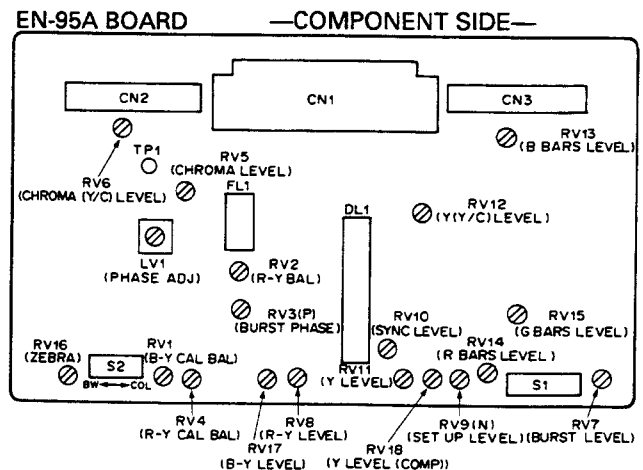 EN-95A BOARD —COMPONENT SIDE—
CN2
CN1
CN3
TP1
RV6
(CHROMA (Y/C) LEVEL)
RV5
(CHROMA LEVEL)
FL1
RV13
(B BARS LEVEL)
DL1
RV12
(Y(Y/C) LEVEL)
LV1
(PHASE ADJ)
RV2
(R-Y BAL)
RV3(P)
(BURST PHASE)
RV10
(SYNC LEVEL)
RV15
(G BARS LEVEL)
RV16
(ZEBRA)
S2
BW↔COL
RV1
(B-Y CAL BAL)
RV11
(Y LEVEL)
RV14
(R BARS LEVEL)
S1
RV4
(R-Y CAL BAL)
RV17
(B-Y LEVEL)
RV8
(R-Y LEVEL)
RV18
(Y LEVEL (COMP))
RV9(N)
(SET UP LEVEL)
RV7
(BURST LEVEL)